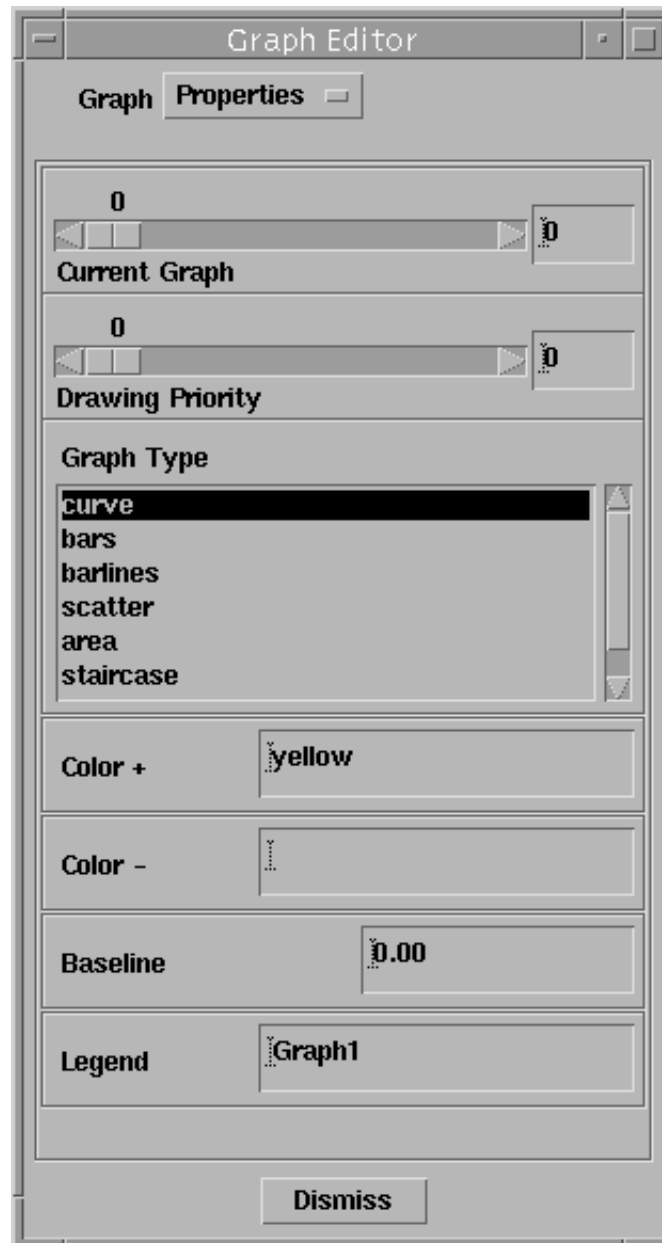 Graph Editor
Graph Properties
0
0
Current Graph
0
0
Drawing Priority
Graph Type
curve
bars
barlines
scatter
area
staircase
Color + yellow
Color -
Baseline 0.00
Legend Graph1
Dismiss